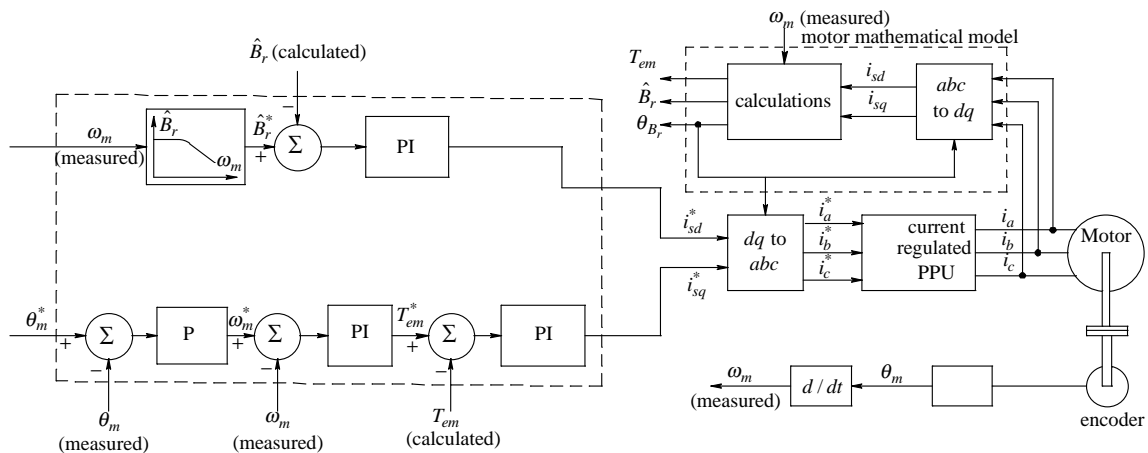 ω_m (measured)
motor mathematical model
B̂_r (calculated)
T_em
B̂_r
θ_{B_r}
calculations
i_sd
i_sq
abc
to dq
−
ω_m
(measured)
B̂_r
ω_m
B̂_r^*
+
Σ
PI
i_sd^*
i_sq^*
dq to
abc
i_a^*
i_b^*
i_c^*
current
regulated
PPU
i_a
i_b
i_c
Motor
θ_m^*
+
Σ
−
P
ω_m^*
+
Σ
−
PI
T_em^*
+
Σ
−
PI
θ_m
(measured)
ω_m
(measured)
T_em
(calculated)
ω_m
(measured)
d / dt
θ_m
encoder